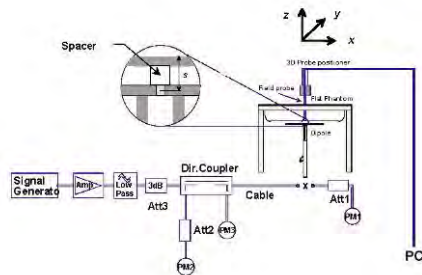 z
y
x
Spacer
s
3D Probe positioner
Field probe
Flat Phantom
Dipole
Dir.Coupler
Signal
Generato
Amp
Low
Pass
3dB
Att3
Cable
x
Att1
Att2
PM3
PM1
PM2
PC